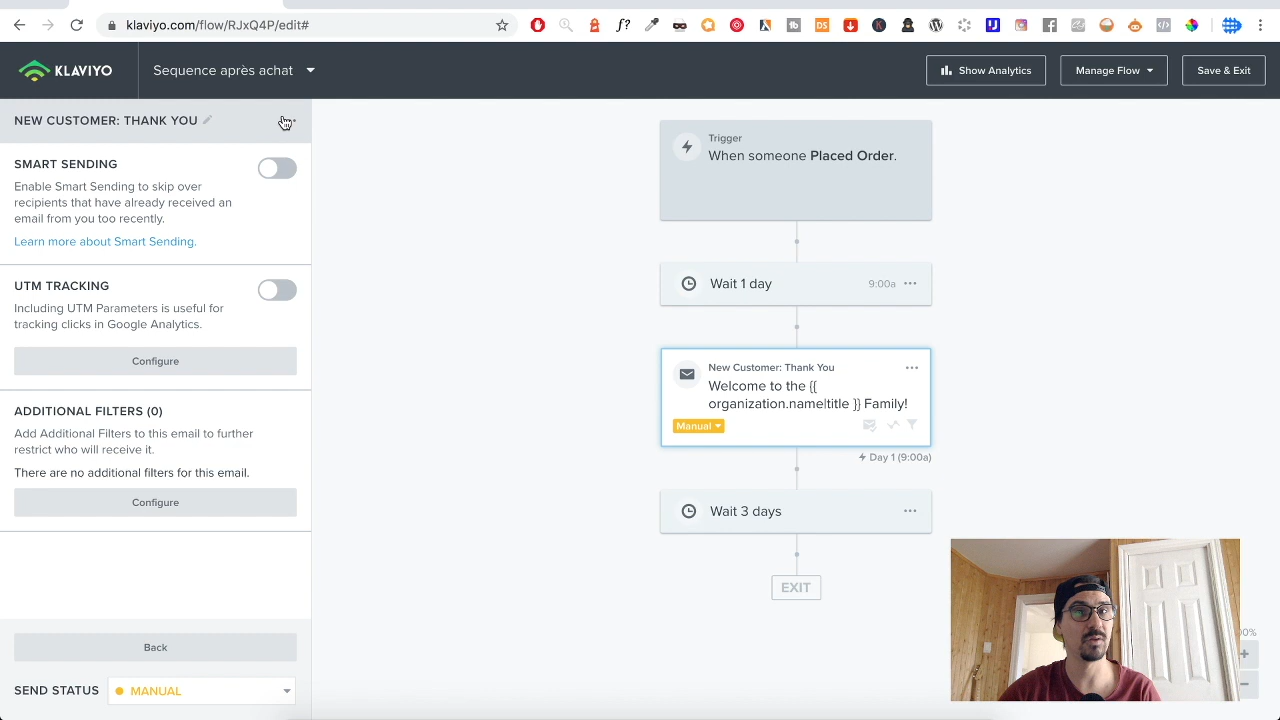 klaviyo.com/flow/RJxQ4P/edit#
KLAVIYO
Sequence après achat
Show Analytics
Manage Flow
Save & Exit
NEW CUSTOMER: THANK YOU
SMART SENDING
Enable Smart Sending to skip over
recipients that have already received an
email from you too recently.
Learn more about Smart Sending.
UTM TRACKING
Including UTM Parameters is useful for
tracking clicks in Google Analytics.
Configure
ADDITIONAL FILTERS (0)
Add Additional Filters to this email to further
restrict who will receive it.
There are no additional filters for this email.
Configure
Back
SEND STATUS
MANUAL
Trigger
When someone Placed Order.
Wait 1 day
9:00a
New Customer: Thank You
Welcome to the {{
organization.name|title }} Family!
Manual
Day 1 (9:00a)
Wait 3 days
EXIT